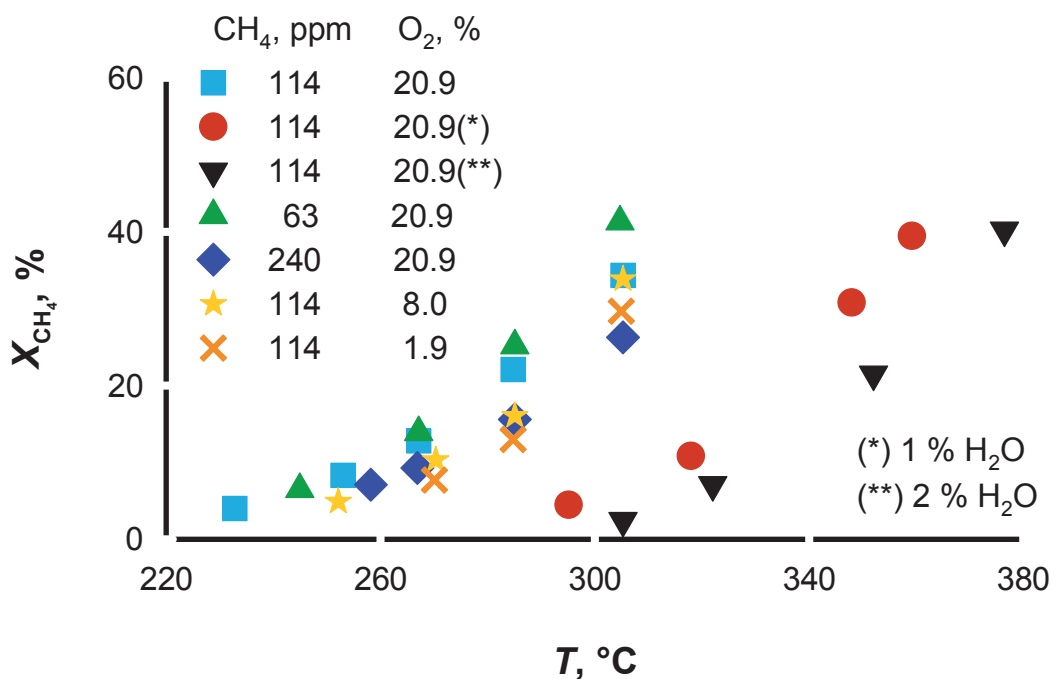 CH₄, ppm O₂, %
60
114 20.9
114 20.9(*)
114 20.9(**)
63 20.9
40
240 20.9
114 8.0
114 1.9
X_CH₄, %
20
(*) 1 % H₂O
(**) 2 % H₂O
0
220 260 300 340 380
T, °C